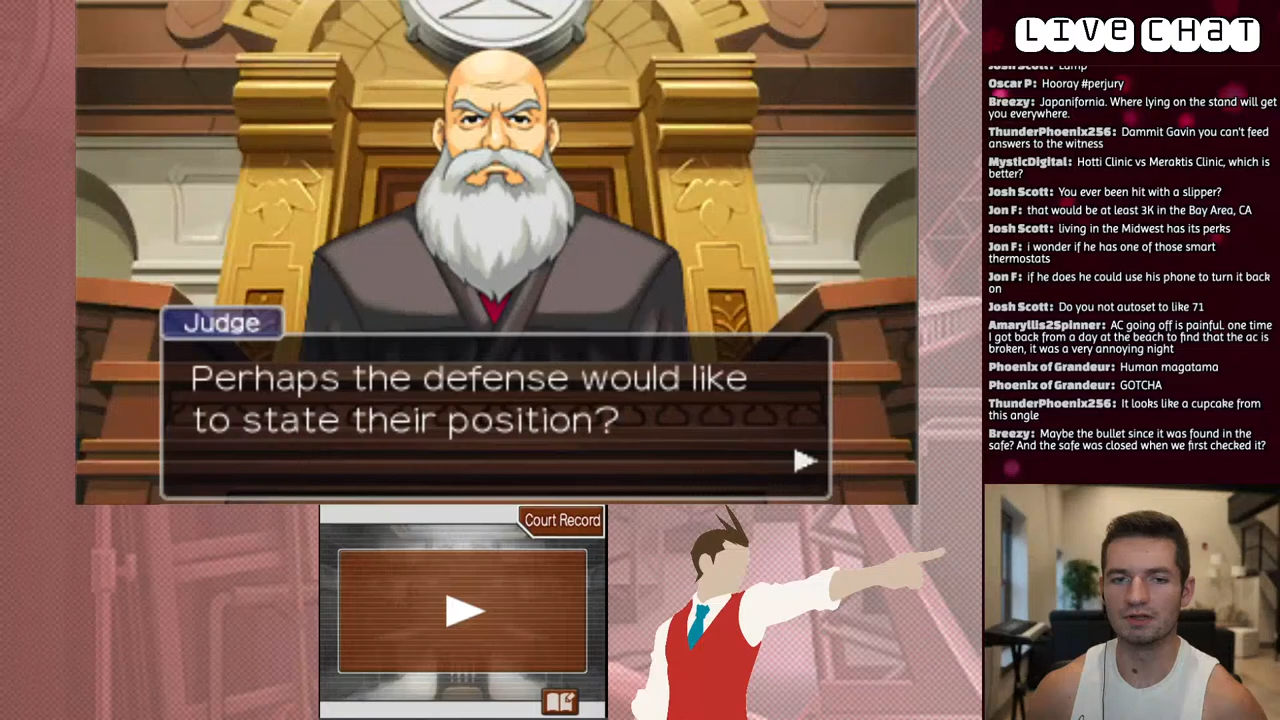 LIVE CHAT
Josh Scott: Lamp
Oscar P: Hooray #perjury
Breezy: Japanifornia. Where lying on the stand will get
you everywhere.
ThunderPhoenix256: Dammit Gavin you can't feed
answers to the witness
MysticDigital: Hotti Clinic vs Meraktis Clinic, which is
better?
Josh Scott: You ever been hit with a slipper?
Jon F: that would be at least 3K in the Bay Area, CA
Josh Scott: living in the Midwest has its perks
Jon F: i wonder if he has one of those smart
thermostats
Jon F: if he does he could use his phone to turn it back
on
Josh Scott: Do you not autoset to like 71
Amaryllis2Spinner: AC going off is painful. one time
I got back from a day at the beach to find that the ac is
broken, it was a very annoying night
Phoenix of Grandeur: Human magatama
Phoenix of Grandeur: GOTCHA
ThunderPhoenix256: It looks like a cupcake from
this angle
Breezy: Maybe the bullet since it was found in the
safe? And the safe was closed when we first checked it?
Judge
Perhaps the defense would like
to state their position?
Court Record